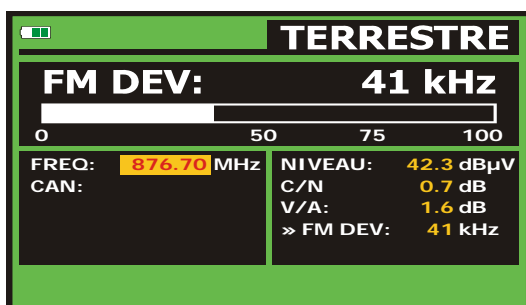 TERRESTRE
FM DEV: 41 kHz
0 50 75 100
FREQ: 876.70 MHz
CAN:
NIVEAU: 42.3 dBµV
C/N 0.7 dB
V/A: 1.6 dB
» FM DEV: 41 kHz